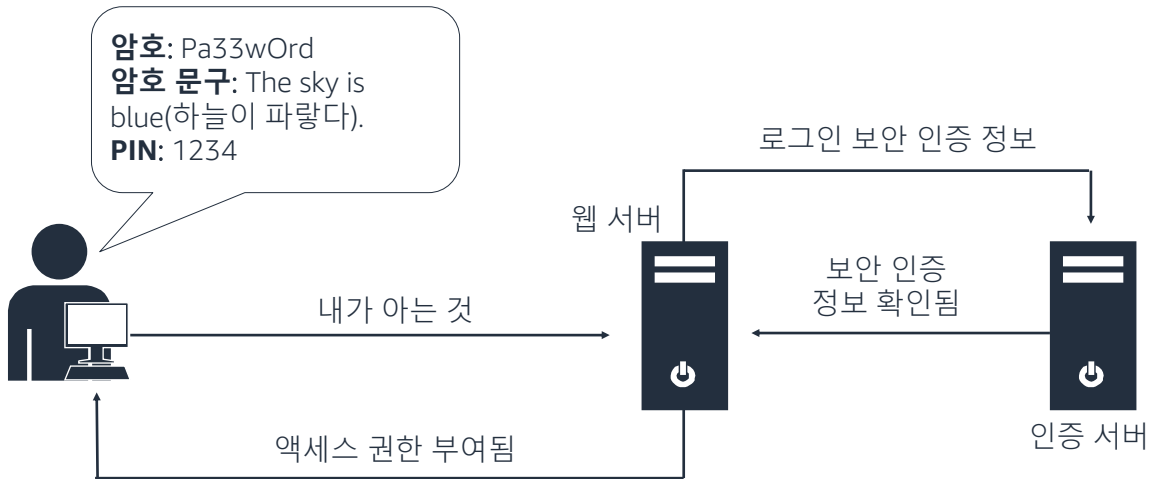 암호: Pa33wOrd
암호 문구: The sky is
blue(하늘이 파랗다).
PIN: 1234
로그인 보안 인증 정보
웹 서버
보안 인증
정보 확인됨
내가 아는 것
인증 서버
액세스 권한 부여됨